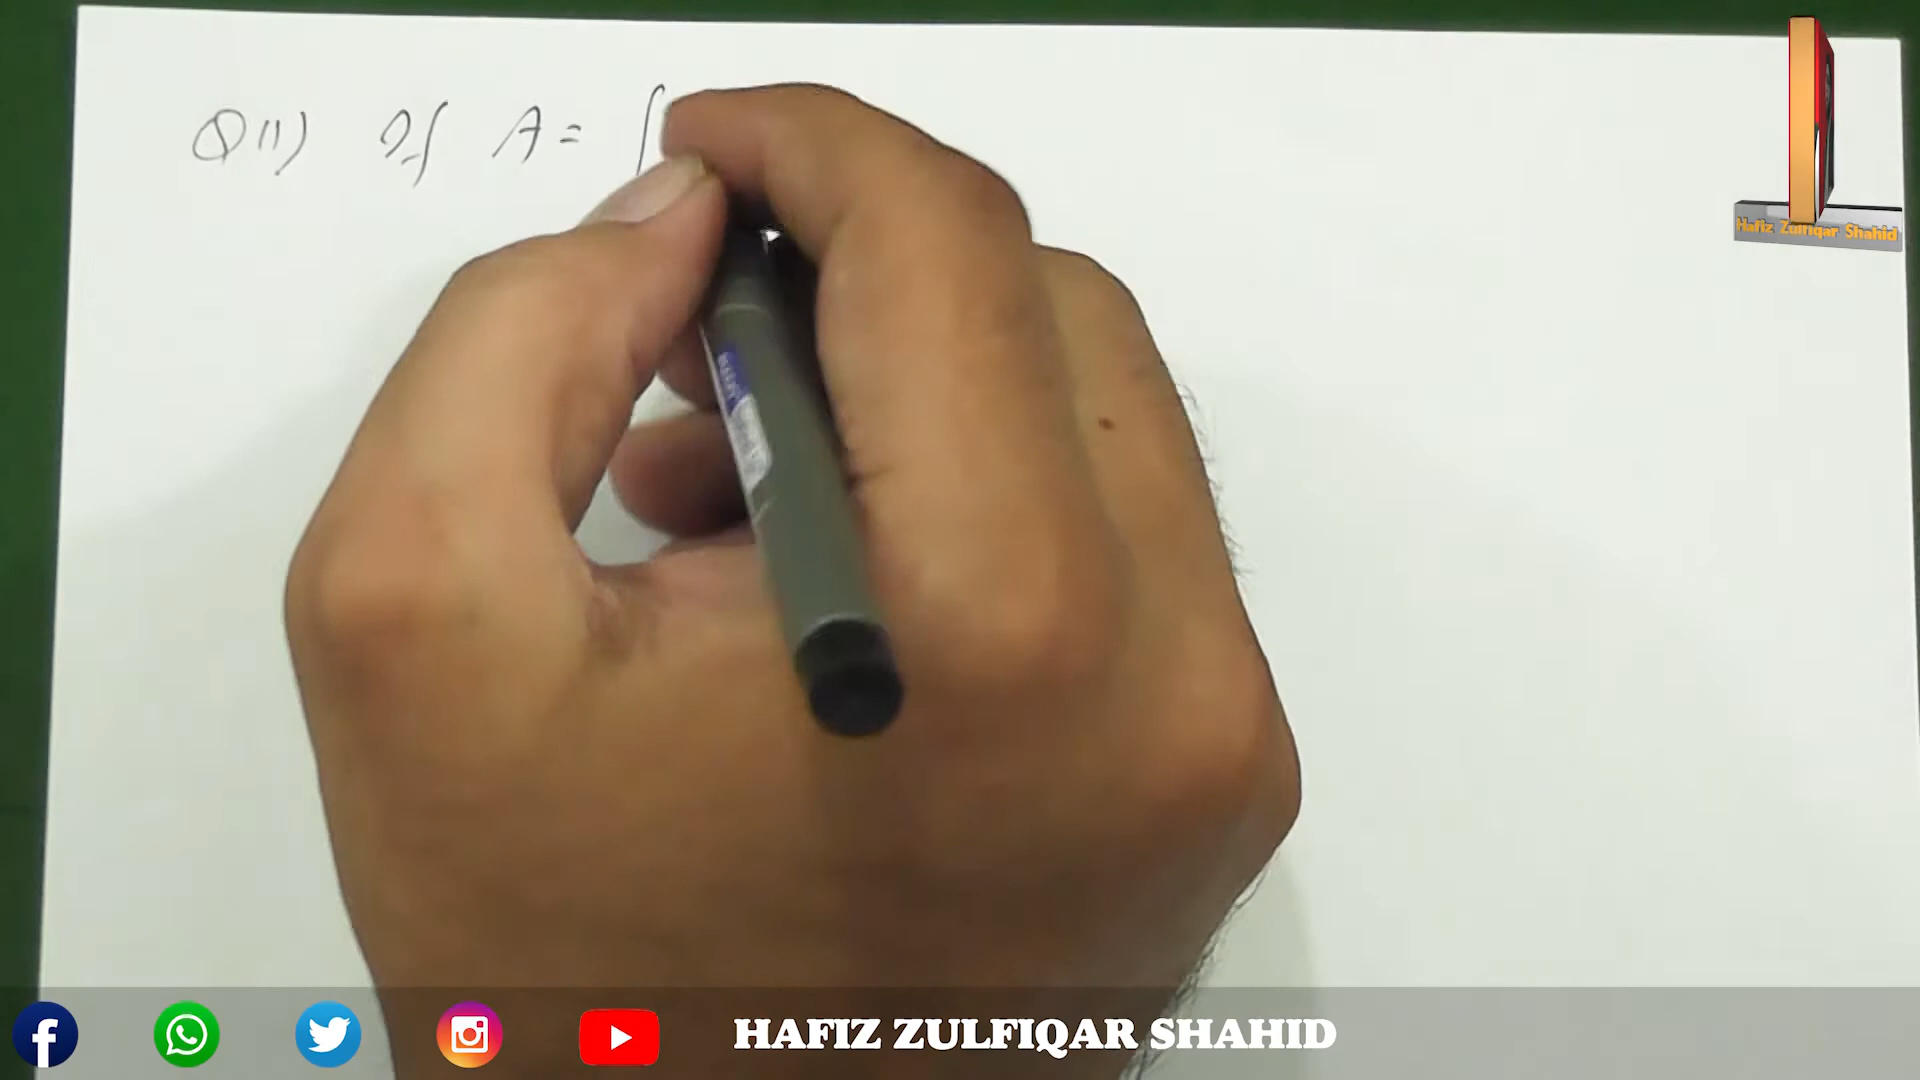 Q11) If A = [
Hafiz Zulfiqar Shahid
HAFIZ ZULFIQAR SHAHID